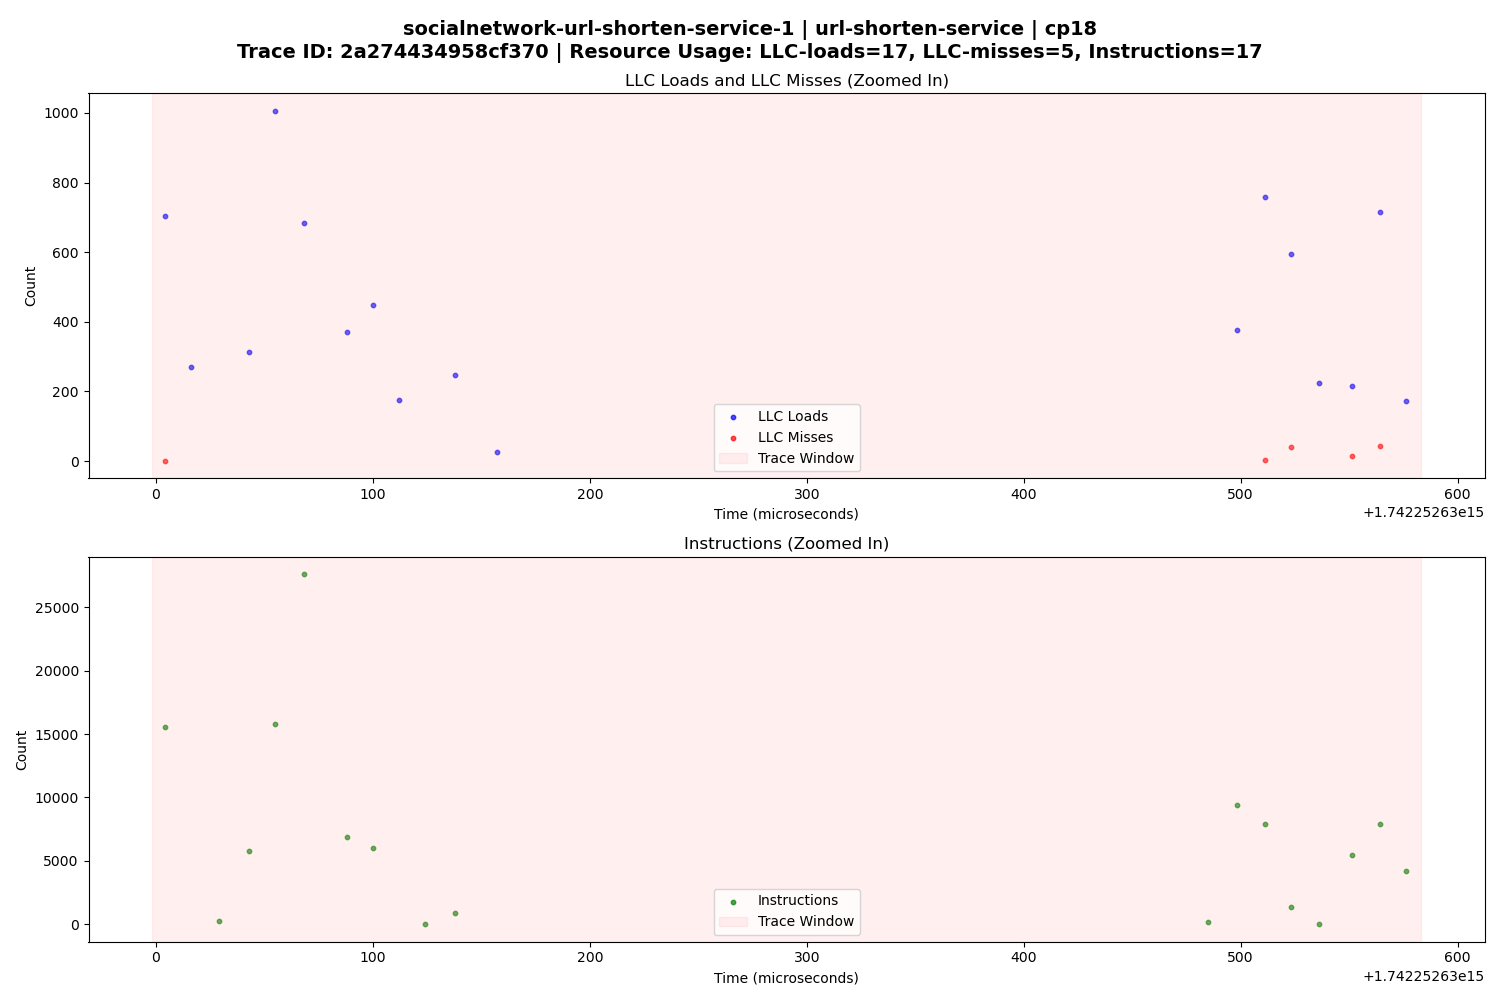 socialnetwork-url-shorten-service-1 | url-shorten-service | cp18
Trace ID: 2a274434958cf370 | Resource Usage: LLC-loads=17, LLC-misses=5, Instructions=17
LLC Loads and LLC Misses (Zoomed In)
1000
800
600
400
200
0
Count
LLC Loads
LLC Misses
Trace Window
0 100 200 300 400 500 600
Time (microseconds)
+1.74225263e15
Instructions (Zoomed In)
25000
20000
15000
10000
5000
0
Count
Instructions
Trace Window
0 100 200 300 400 500 600
Time (microseconds)
+1.74225263e15